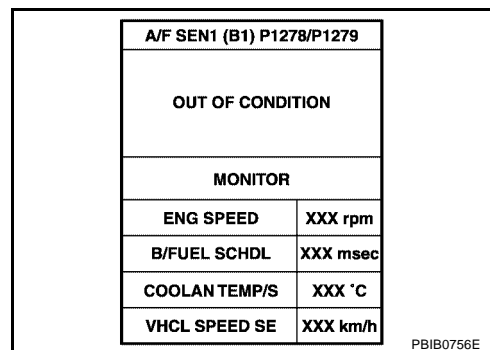 A/F SEN1 (B1) P1278/P1279
OUT OF CONDITION
MONITOR
ENG SPEED XXX rpm
B/FUEL SCHDL XXX msec
COOLAN TEMP/S XXX °C
VHCL SPEED SE XXX km/h
PBIB0756E